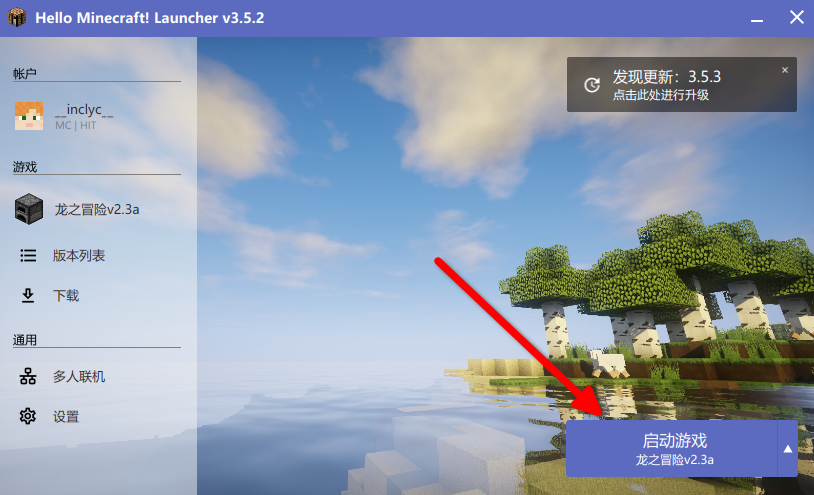 Hello Minecraft! Launcher v3.5.2
帐户
__inclyc__
MC | HIT
游戏
龙之冒险v2.3a
版本列表
下载
通用
多人联机
设置
发现更新：3.5.3
点击此处进行升级
启动游戏
龙之冒险v2.3a